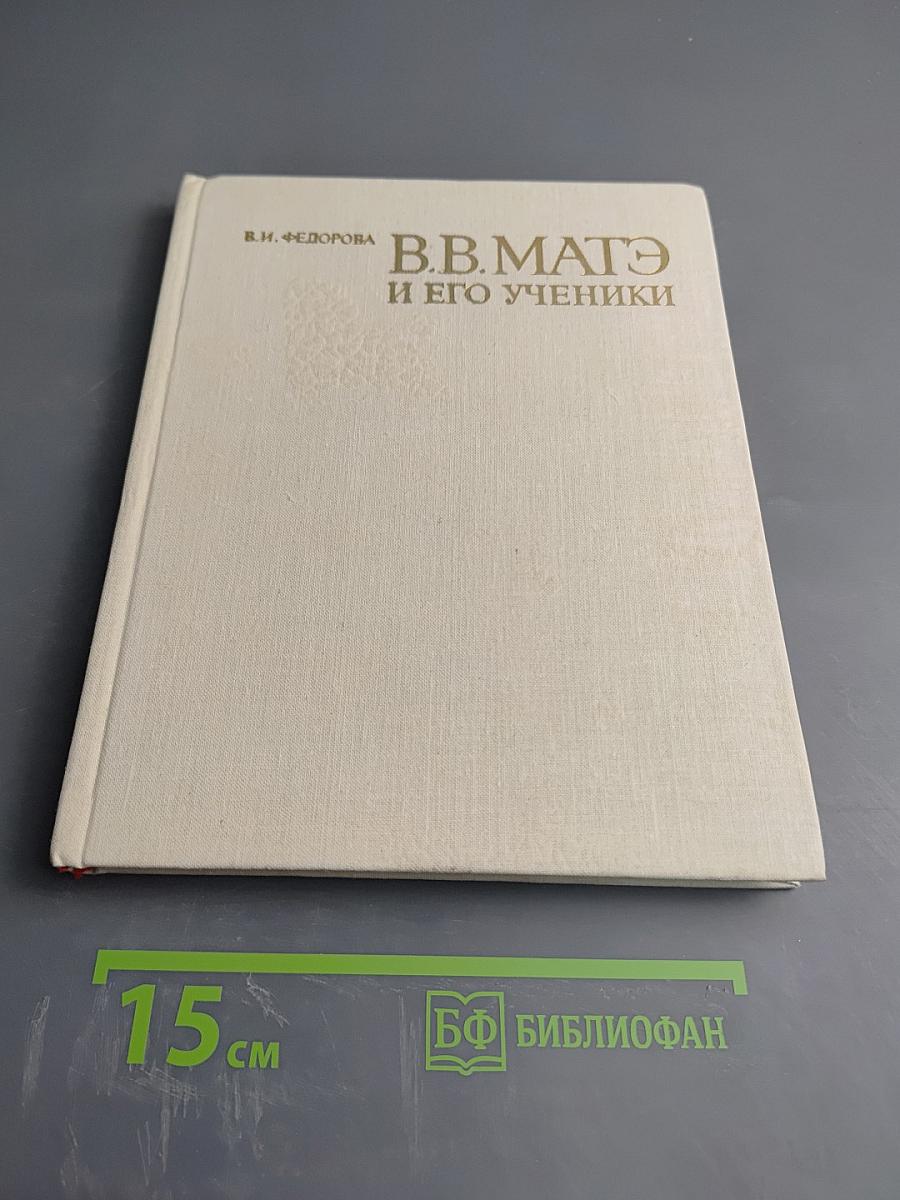 В.И. ФЕДОРОВА
В.В. МАТЭ
И ЕГО УЧЕНИКИ
15 см
БФ БИБЛИОФАН